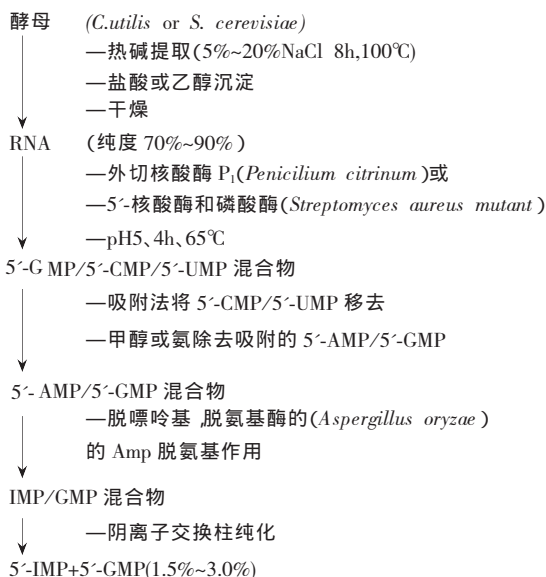 酵母 (C.utilis or S. cerevisiae)
—热碱提取(5%~20%NaCl 8h,100℃)
—盐酸或乙醇沉淀
—干燥
RNA (纯度 70%~90%)
—外切核酸酶 P₁(Penicilium citrinum)或
—5´-核酸酶和磷酸酶(Streptomyces aureus mutant)
—pH5、4h、65℃
5´-G MP/5´-CMP/5´-UMP 混合物
—吸附法将 5´-CMP/5´-UMP 移去
—甲醇或氨除去吸附的 5´-AMP/5´-GMP
5´- AMP/5´-GMP 混合物
—脱嘌呤基,脱氨基酶的(Aspergillus oryzae)
的 Amp 脱氨基作用
IMP/GMP 混合物
—阴离子交换柱纯化
5´-IMP+5´-GMP(1.5%~3.0%)